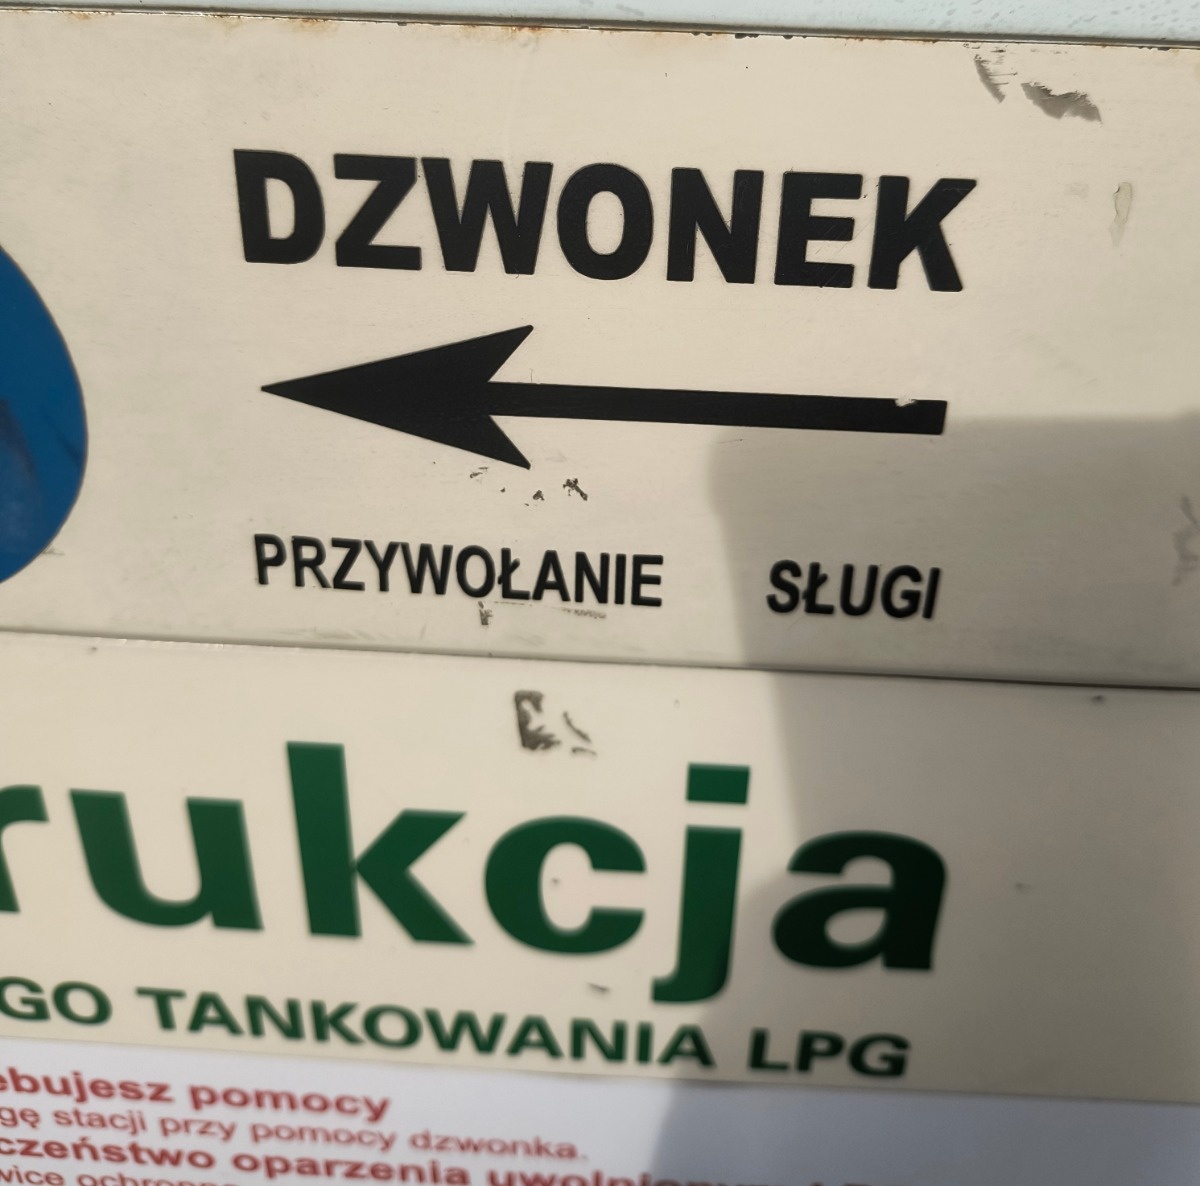 DZWONEK
PRZYWOŁANIE SŁUGI
rukcja
GO TANKOWANIA LPG
ebujesz pomocy
gę stacji przy pomocy dzwonka.
czeństwo oparzenia